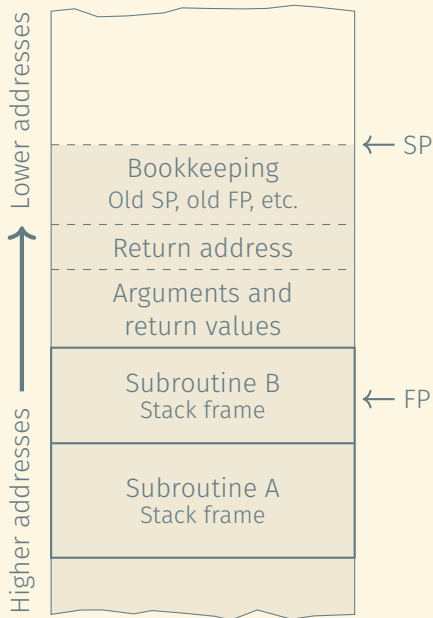 Lower addresses
Higher addresses
SP
Bookkeeping
Old SP, old FP, etc.
Return address
Arguments and
return values
Subroutine B
Stack frame
FP
Subroutine A
Stack frame